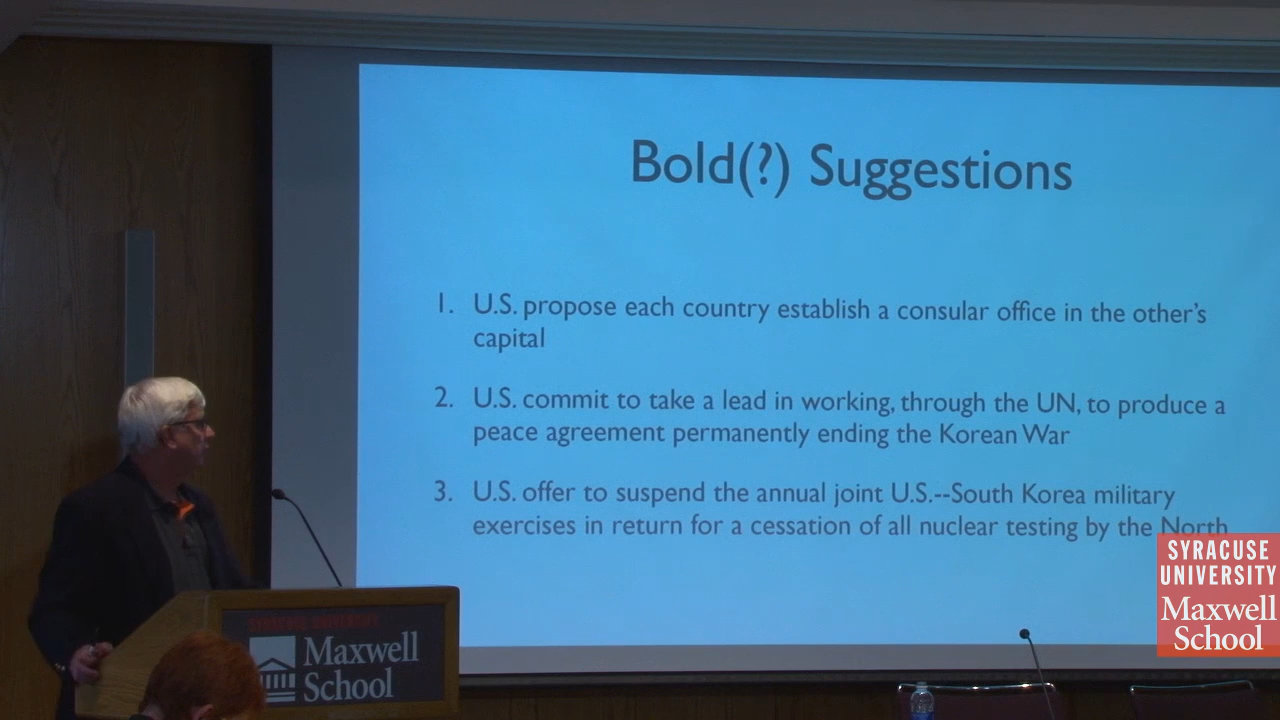 Bold(?) Suggestions
1. U.S. propose each country establish a consular office in the other's
capital
2. U.S. commit to take a lead in working, through the UN, to produce a
peace agreement permanently ending the Korean War
3. U.S. offer to suspend the annual joint U.S.--South Korea military
exercises in return for a cessation of all nuclear testing by the North
SYRACUSE UNIVERSITY
Maxwell
School
SYRACUSE
UNIVERSITY
Maxwell
School